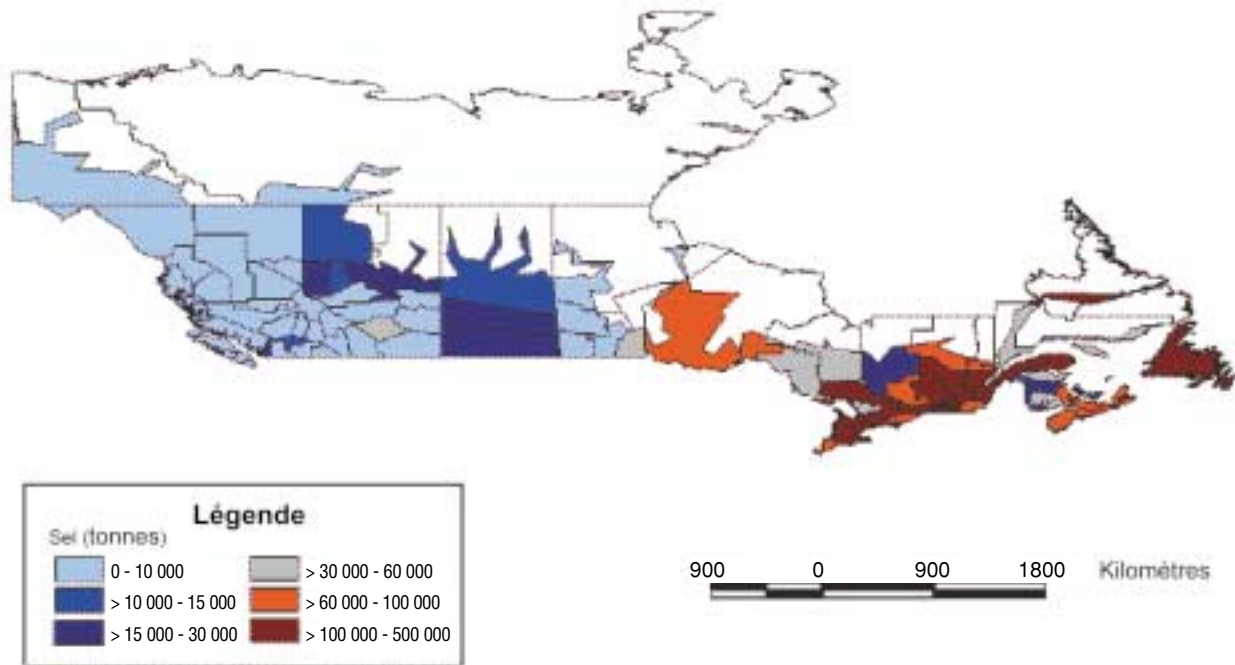 Légende
Sel (tonnes)
0 - 10 000
> 30 000 - 60 000
> 10 000 - 15 000
> 60 000 - 100 000
> 15 000 - 30 000
> 100 000 - 500 000
900 0 900 1800 Kilomètres